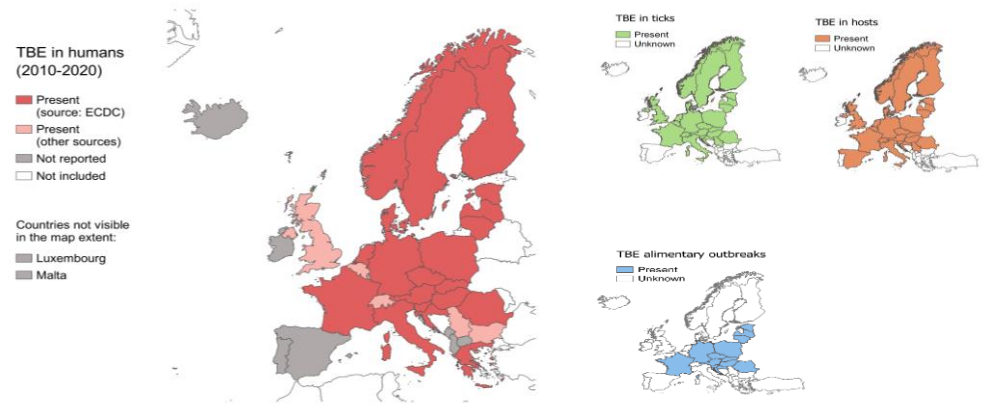 TBE in humans
(2010-2020)
Present
(source: ECDC)
Present
(other sources)
Not reported
Not included
Countries not visible
in the map extent:
Luxembourg
Malta
TBE in ticks
Present
Unknown
TBE in hosts
Present
Unknown
TBE alimentary outbreaks
Present
Unknown